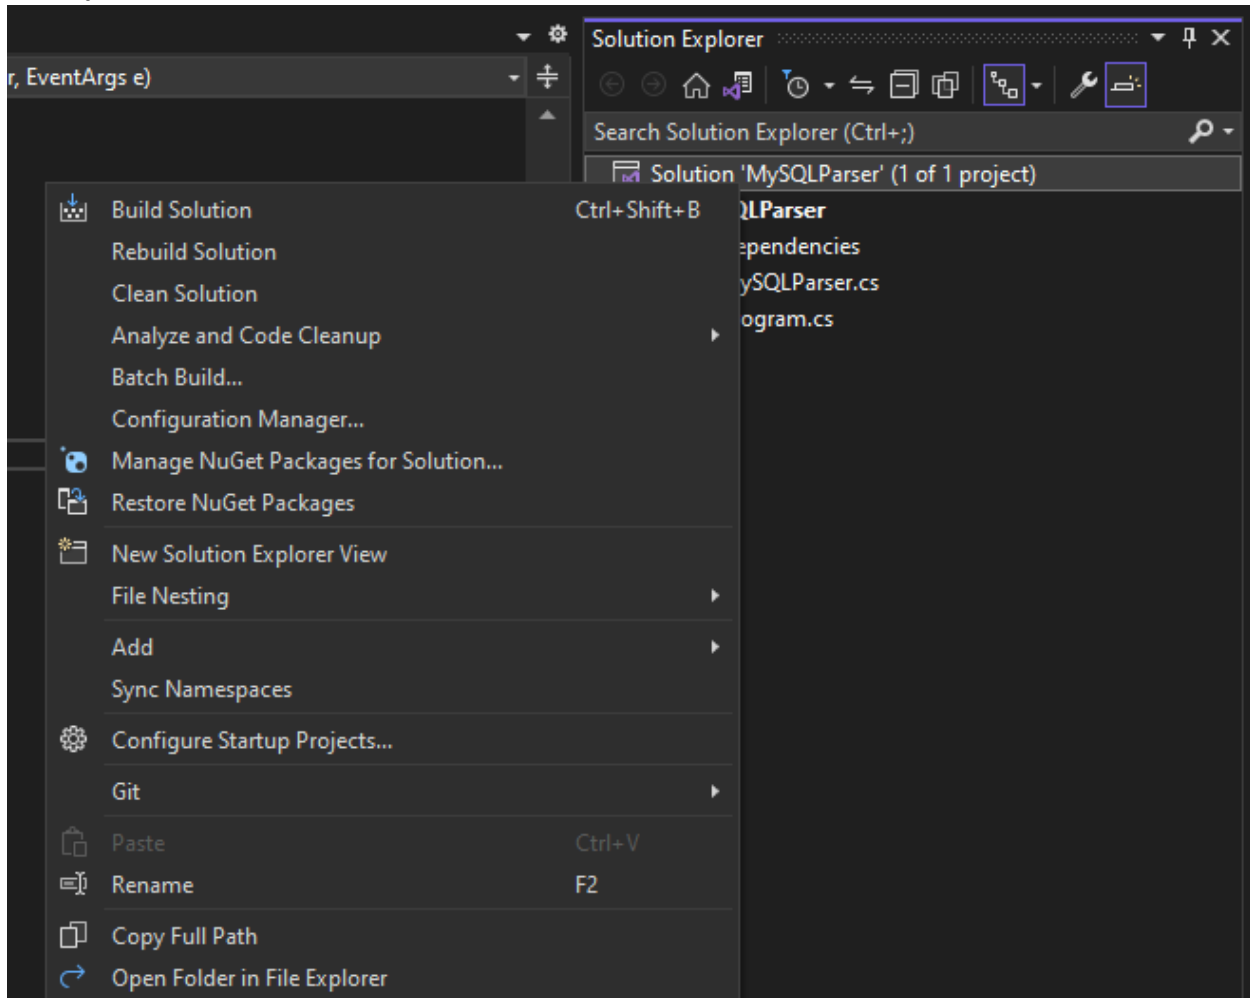 r, EventArgs e)
Solution Explorer
Search Solution Explorer (Ctrl+;)
Solution 'MySQLParser' (1 of 1 project)
QLParser
ependencies
ySQLParser.cs
ogram.cs
Build Solution Ctrl+Shift+B
Rebuild Solution
Clean Solution
Analyze and Code Cleanup
Batch Build...
Configuration Manager...
Manage NuGet Packages for Solution...
Restore NuGet Packages
New Solution Explorer View
File Nesting
Add
Sync Namespaces
Configure Startup Projects...
Git
Paste Ctrl+V
Rename F2
Copy Full Path
Open Folder in File Explorer